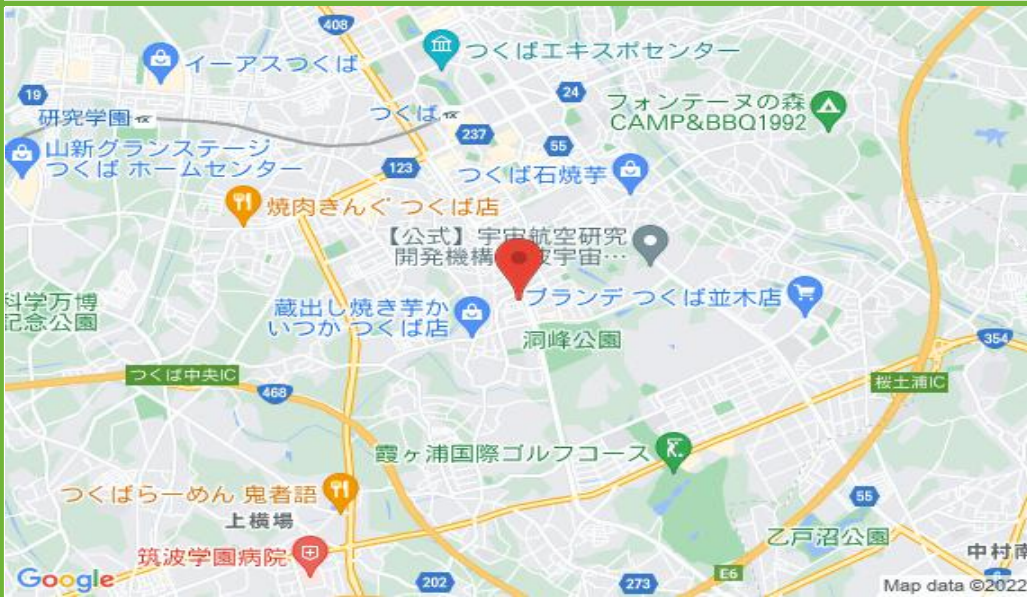 408
つくばエキスポセンター
イーアスつくば
19
24
研究学園
つくば
フォンテーヌの森
CAMP&BBQ1992
237
55
山新グランステージ
つくば ホームセンター
123
つくば石焼芋
焼肉きんぐ つくば店
【公式】宇宙航空研究
開発機構
波宇宙…
科学万博
記念公園
蔵出し焼き芋か
いつか つくば店
ブランデ つくば並木店
洞峰公園
354
つくば中央IC
468
桜土浦IC
霞ヶ浦国際ゴルフコース
つくばらーめん 鬼者語
55
上横場
乙戸沼公園
筑波学園病院
中村南
E6
Google
202
273
Map data ©2022